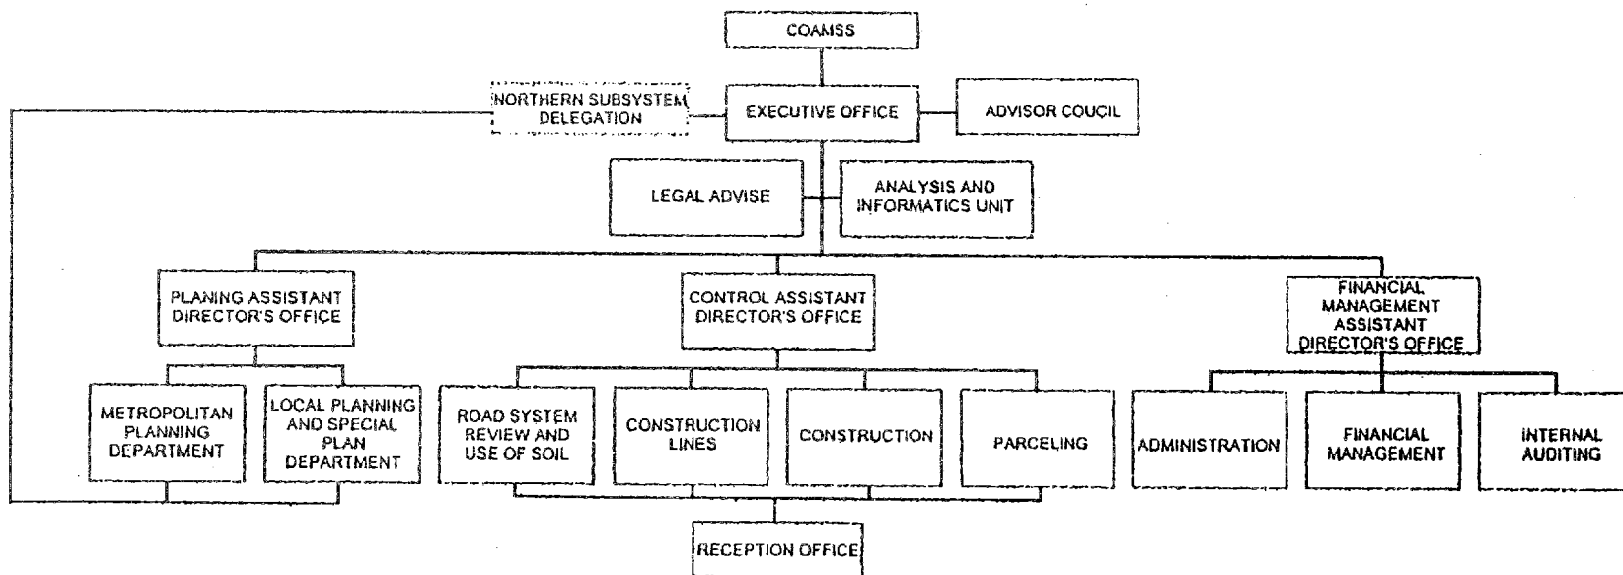 COAMSS
NORTHERN SUBSYSTEM
DELEGATION
EXECUTIVE OFFICE
ADVISOR COUCIL
LEGAL ADVISE
ANALYSIS AND
INFORMATICS UNIT
PLANING ASSISTANT
DIRECTOR'S OFFICE
CONTROL ASSISTANT
DIRECTOR'S OFFICE
FINANCIAL
MANAGEMENT
ASSISTANT
DIRECTOR'S OFFICE
METROPOLITAN
PLANNING
DEPARTMENT
LOCAL PLANNING
AND SPECIAL
PLAN
DEPARTMENT
ROAD SYSTEM
REVIEW AND
USE OF SOIL
CONSTRUCTION
LINES
CONSTRUCTION
PARCELING
ADMINISTRATION
FINANCIAL
MANAGEMENT
INTERNAL
AUDITING
RECEPTION OFFICE